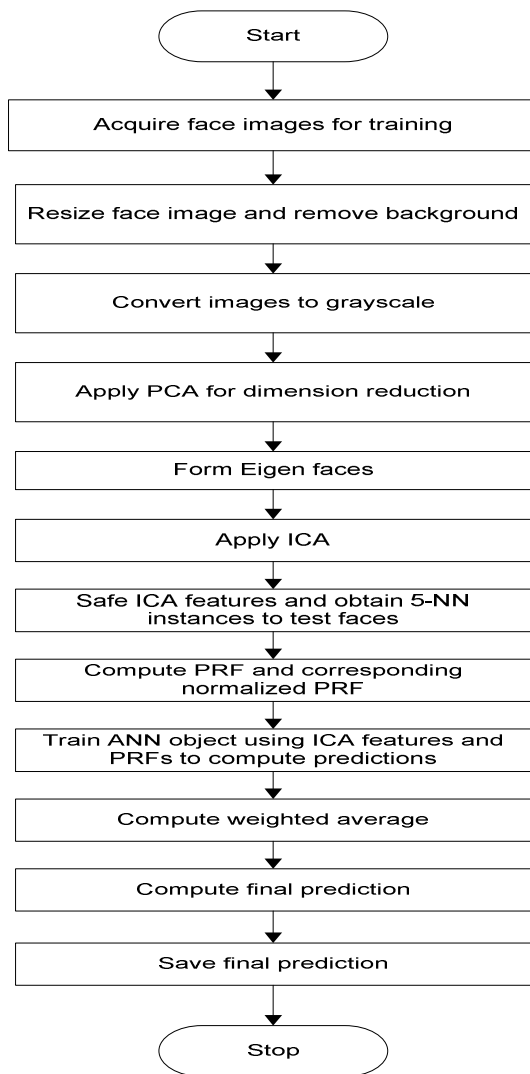 Start
Acquire face images for training
Resize face image and remove background
Convert images to grayscale
Apply PCA for dimension reduction
Form Eigen faces
Apply ICA
Safe ICA features and obtain 5-NN
instances to test faces
Compute PRF and corresponding
normalized PRF
Train ANN object using ICA features and
PRFs to compute predictions
Compute weighted average
Compute final prediction
Save final prediction
Stop